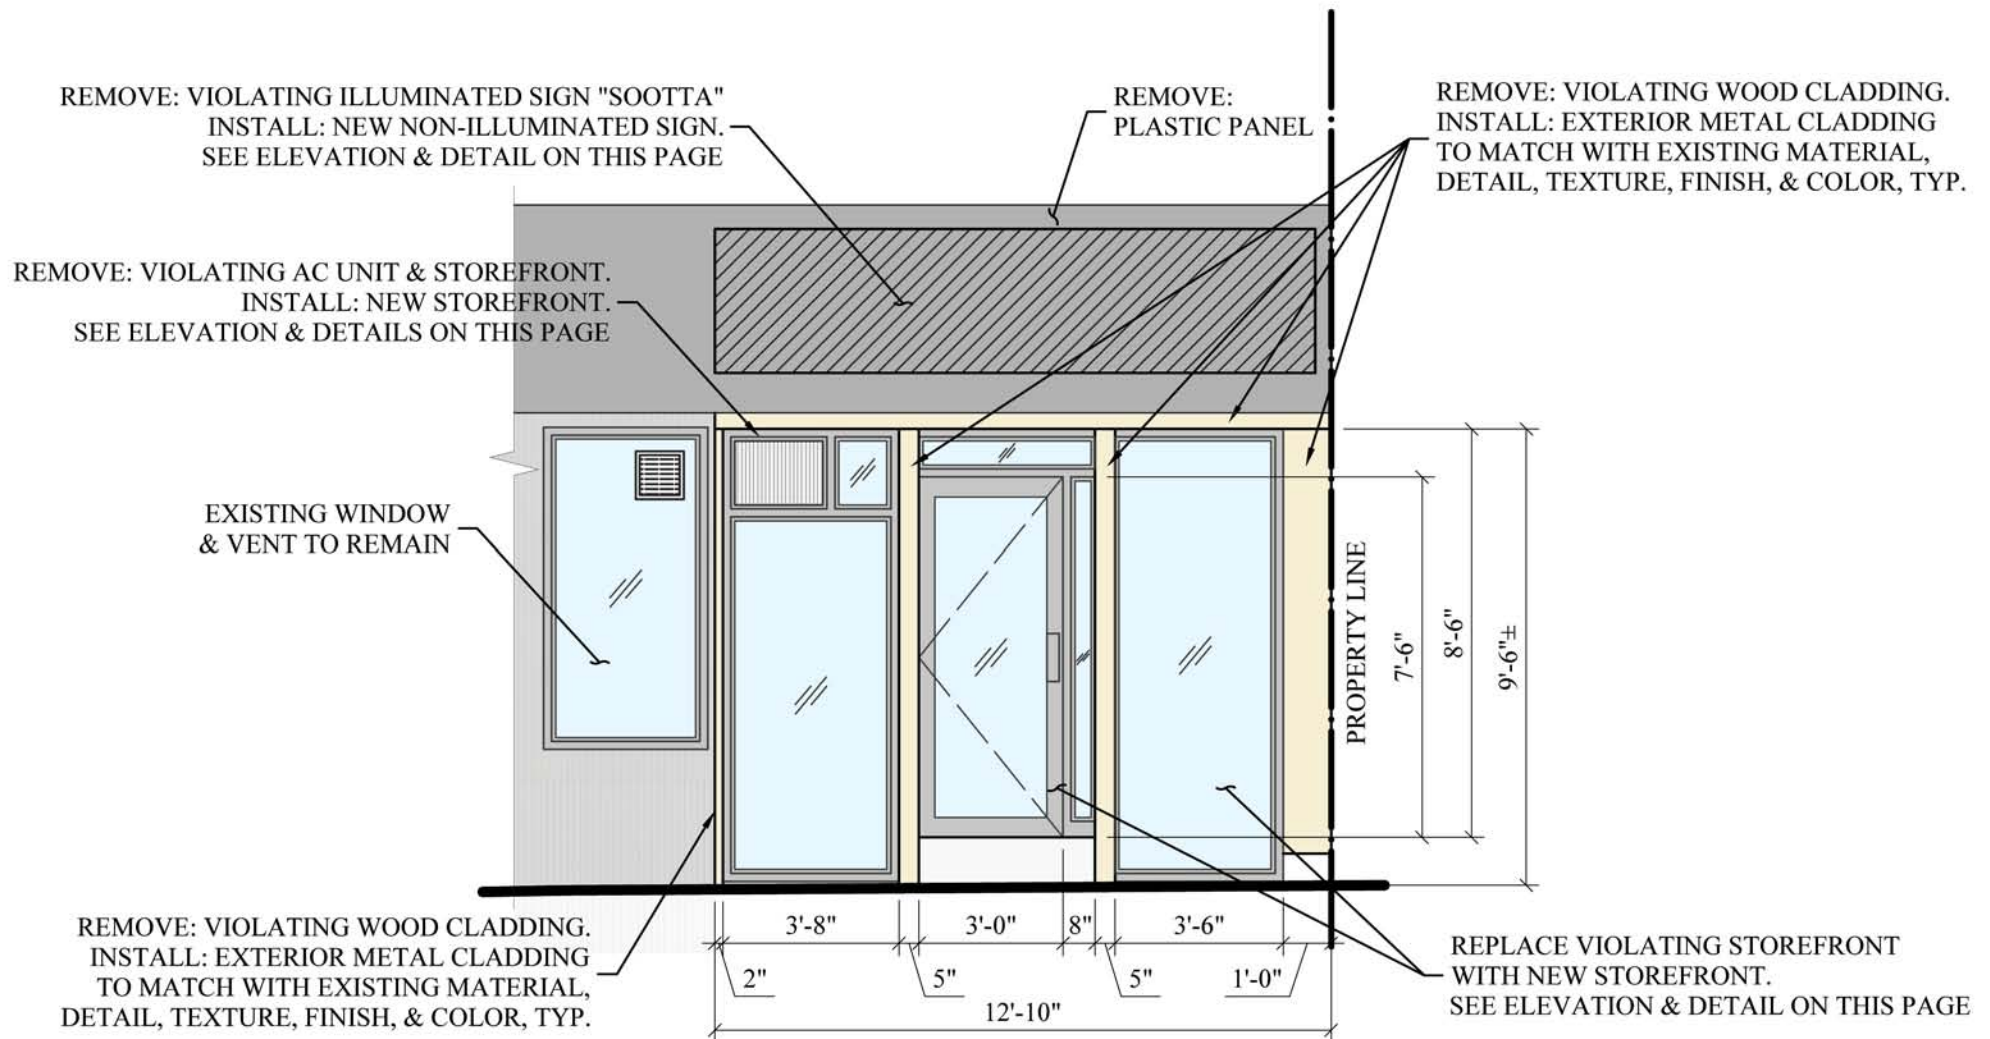 REMOVE: VIOLATING ILLUMINATED SIGN "SOOTTA"
INSTALL: NEW NON-ILLUMINATED SIGN.
SEE ELEVATION & DETAIL ON THIS PAGE
REMOVE:
PLASTIC PANEL
REMOVE: VIOLATING WOOD CLADDING.
INSTALL: EXTERIOR METAL CLADDING
TO MATCH WITH EXISTING MATERIAL,
DETAIL, TEXTURE, FINISH, & COLOR, TYP.
REMOVE: VIOLATING AC UNIT & STOREFRONT.
INSTALL: NEW STOREFRONT.
SEE ELEVATION & DETAILS ON THIS PAGE
EXISTING WINDOW
& VENT TO REMAIN
PROPERTY LINE
7'-6"
8'-6"
9'-6"∓
REMOVE: VIOLATING WOOD CLADDING.
INSTALL: EXTERIOR METAL CLADDING
TO MATCH WITH EXISTING MATERIAL,
DETAIL, TEXTURE, FINISH, & COLOR, TYP.
3'-8"
3'-0"
8"
3'-6"
2"
5"
5"
1'-0"
12'-10"
REPLACE VIOLATING STOREFRONT
WITH NEW STOREFRONT.
SEE ELEVATION & DETAIL ON THIS PAGE